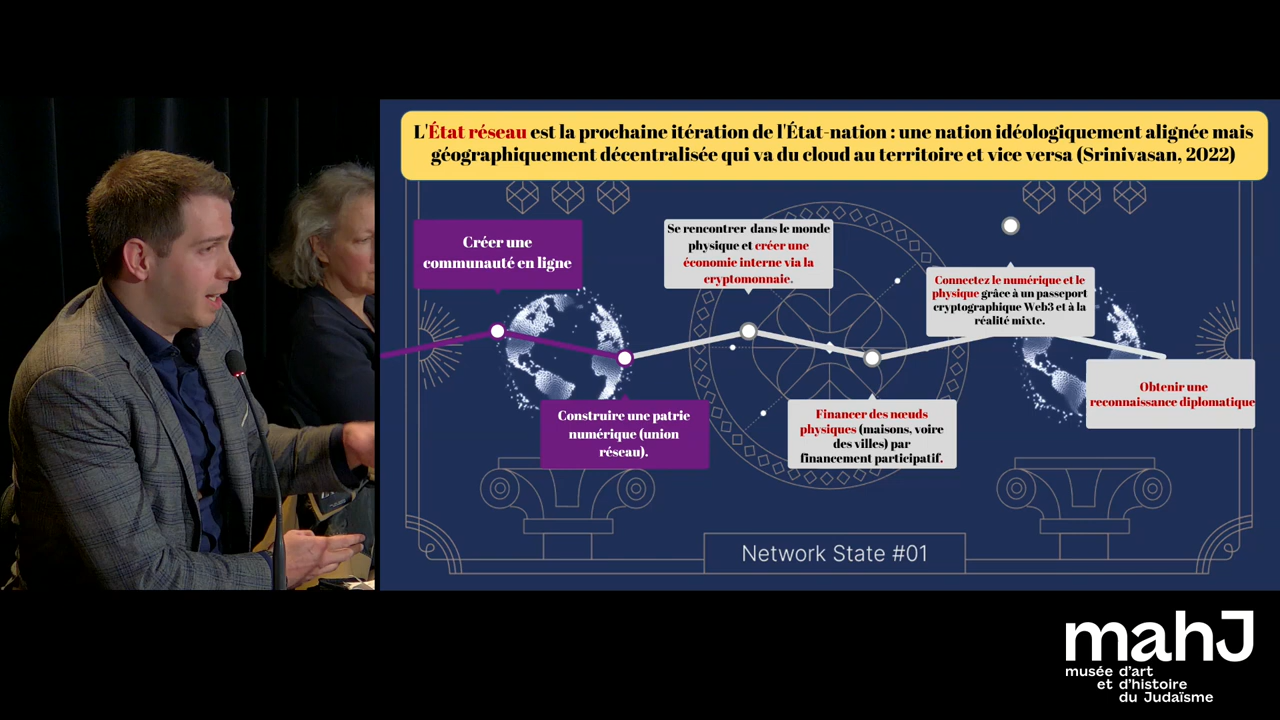 L'État réseau est la prochaine itération de l'État-nation : une nation idéologiquement alignée mais
géographiquement décentralisée qui va du cloud au territoire et vice versa (Srinivasan, 2022)
Créer une
communauté en ligne
Construire une patrie
numérique (union
réseau).
Se rencontrer dans le monde
physique et créer une
économie interne via la
cryptomonnaie.
Financer des nœuds
physiques (maisons, voire
des villes) par
financement participatif.
Connectez le numérique et le
physique grâce à un passeport
cryptographique Web3 et à la
réalité mixte.
Obtenir une
reconnaissance diplomatique
Network State #01
mahJ
musée d'art
et d'histoire
du Judaïsme